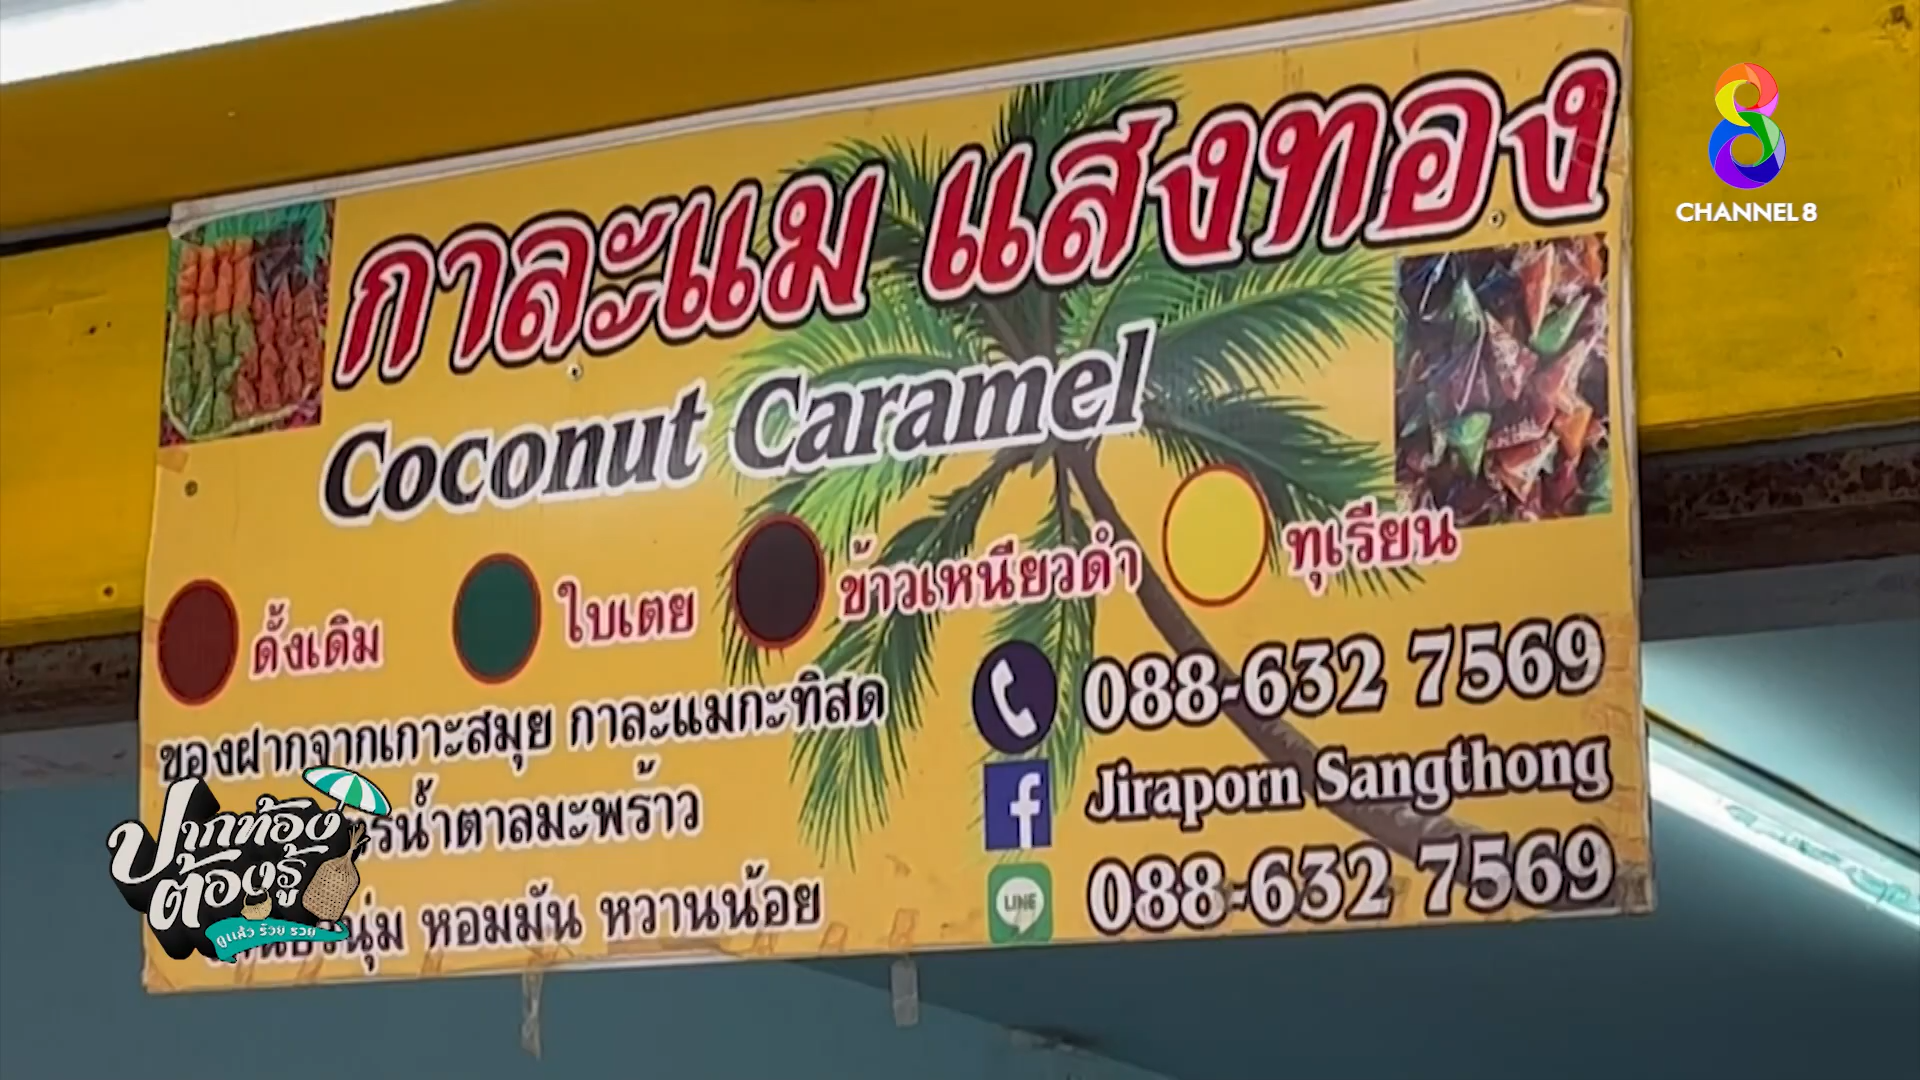 กาละแม แสงทอง
CHANNEL 8
Coconut Caramel
ดั้งเดิม
ใบเตย
ข้าวเหนียวดำ
ทุเรียน
ของฝากจากเกาะสมุย กาละแมกะทิสด
088-632 7569
น้ำตาลมะพร้าว
Jiraporn Sangthong
หอมมัน หวานน้อย
LINE
088-632 7569
ปากท้อง
ต้องรู้
ดูแล้ว รวย รวย